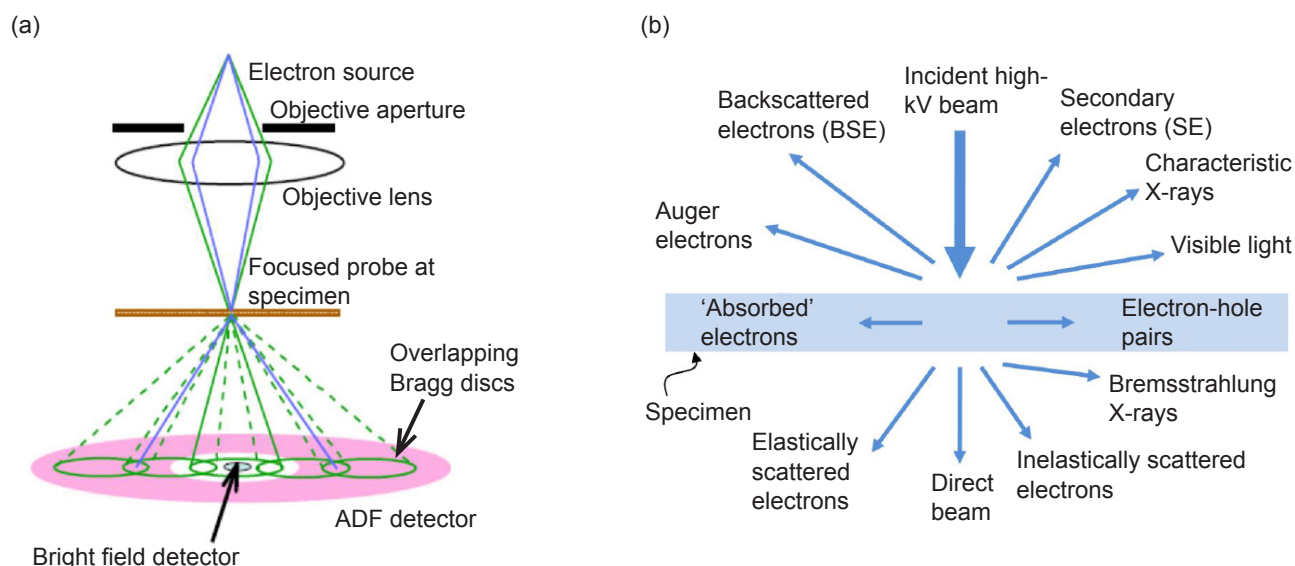 (a)
Electron source
Objective aperture
Objective lens
Focused probe at
specimen
Overlapping
Bragg discs
ADF detector
Bright field detector
(b)
Incident high-
kV beam
Backscattered
electrons (BSE)
Secondary
electrons (SE)
Characteristic
X-rays
Auger
electrons
Visible light
‘Absorbed’
electrons
Electron-hole
pairs
Specimen
Bremsstrahlung
X-rays
Elastically
scattered
electrons
Direct
beam
Inelastically scattered
electrons